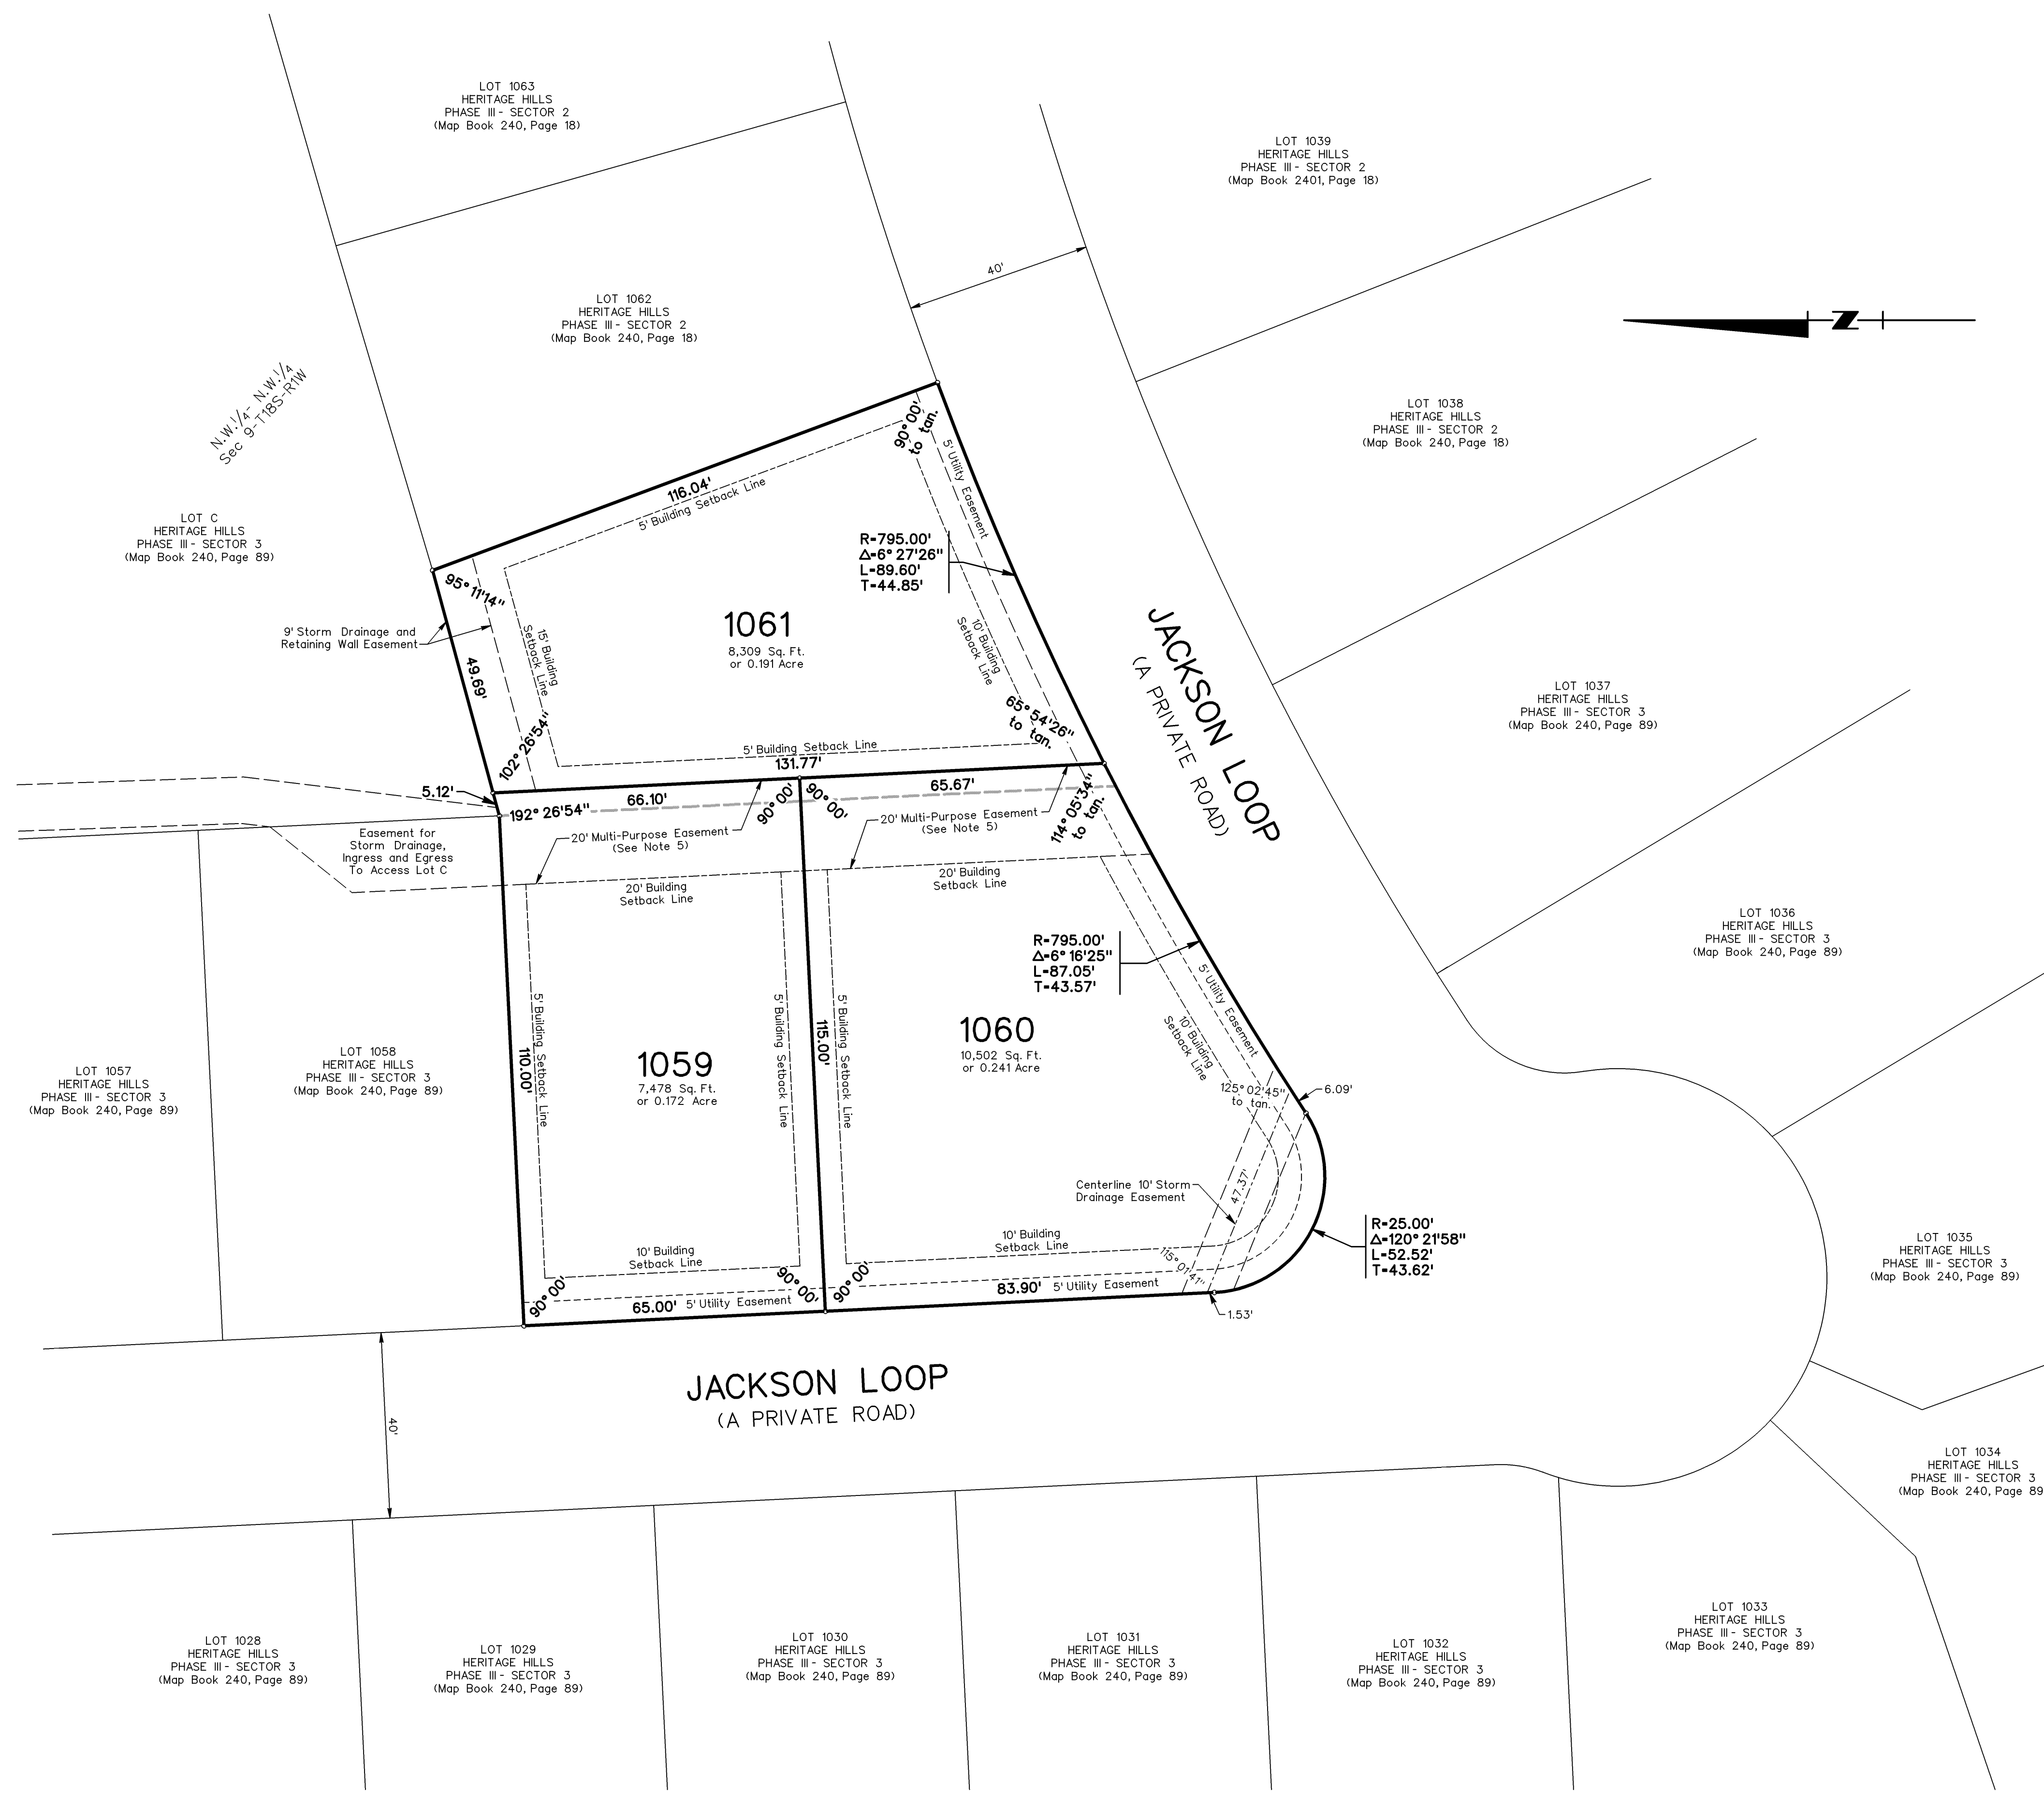 LOT 1063
HERITAGE HILLS
PHASE III - SECTOR 2
(Map Book 240, Page 18)
LOT 1039
HERITAGE HILLS
PHASE III - SECTOR 2
(Map Book 2401, Page 18)
LOT 1062
HERITAGE HILLS
PHASE III - SECTOR 2
(Map Book 240, Page 18)
40'
N
N.W.1/4- N.W.1/4
Sec 9-T18S-R1W
LOT 1038
HERITAGE HILLS
PHASE III - SECTOR 2
(Map Book 240, Page 18)
LOT C
HERITAGE HILLS
PHASE III - SECTOR 3
(Map Book 240, Page 89)
116.04'
5' Building Setback Line
90° 00'
to tan.
5' Utility Easement
R=795.00'
Δ=6° 27'26"
L=89.60'
T=44.85'
95° 11'14"
9' Storm Drainage and
Retaining Wall Easement
49.69'
15' Building
Setback Line
1061
8,309 Sq. Ft.
or 0.191 Acre
10' Building
Setback Line
65° 54'26"
to tan.
102° 26'54"
5' Building Setback Line
131.77'
JACKSON LOOP
(A PRIVATE ROAD)
LOT 1037
HERITAGE HILLS
PHASE III - SECTOR 3
(Map Book 240, Page 89)
5.12'
192° 26'54"
66.10'
90° 00'
90° 00'
65.67'
114° 05'34"
to tan.
20' Multi-Purpose Easement
(See Note 5)
20' Multi-Purpose Easement
(See Note 5)
Easement for
Storm Drainage,
Ingress and Egress
To Access Lot C
20' Building
Setback Line
20' Building
Setback Line
LOT 1036
HERITAGE HILLS
PHASE III - SECTOR 3
(Map Book 240, Page 89)
R=795.00'
Δ=6° 16'25"
L=87.05'
T=43.57'
5' Utility Easement
10' Building
Setback Line
LOT 1057
HERITAGE HILLS
PHASE III - SECTOR 3
(Map Book 240, Page 89)
LOT 1058
HERITAGE HILLS
PHASE III - SECTOR 3
(Map Book 240, Page 89)
110.00'
5' Building Setback Line
1059
7,478 Sq. Ft.
or 0.172 Acre
5' Building Setback Line
115.00'
5' Building Setback Line
1060
10,502 Sq. Ft.
or 0.241 Acre
125° 02'45"
to tan.
6.09'
Centerline 10' Storm
Drainage Easement
47.37'
115° 01'41"
R=25.00'
Δ=120° 21'58"
L=52.52'
T=43.62'
LOT 1035
HERITAGE HILLS
PHASE III - SECTOR 3
(Map Book 240, Page 89)
10' Building
Setback Line
10' Building
Setback Line
90° 00'
90° 00'
90° 00'
65.00'
5' Utility Easement
83.90'
5' Utility Easement
1.53'
JACKSON LOOP
(A PRIVATE ROAD)
40'
LOT 1034
HERITAGE HILLS
PHASE III - SECTOR 3
(Map Book 240, Page 89
LOT 1028
HERITAGE HILLS
PHASE III - SECTOR 3
(Map Book 240, Page 89)
LOT 1029
HERITAGE HILLS
PHASE III - SECTOR 3
(Map Book 240, Page 89)
LOT 1030
HERITAGE HILLS
PHASE III - SECTOR 3
(Map Book 240, Page 89)
LOT 1031
HERITAGE HILLS
PHASE III - SECTOR 3
(Map Book 240, Page 89)
LOT 1032
HERITAGE HILLS
PHASE III - SECTOR 3
(Map Book 240, Page 89)
LOT 1033
HERITAGE HILLS
PHASE III - SECTOR 3
(Map Book 240, Page 89)